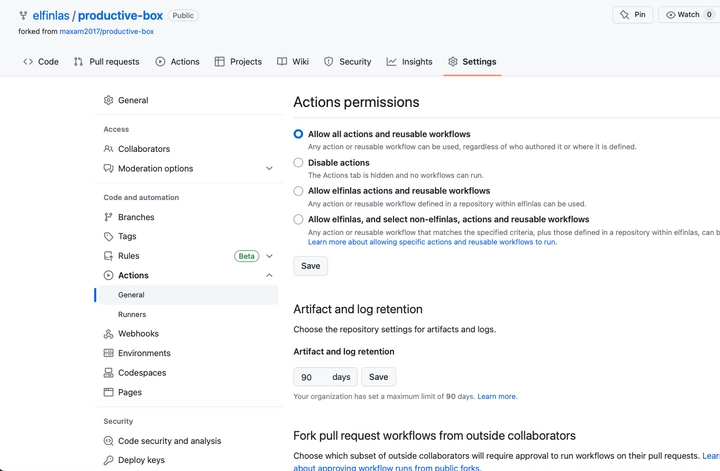 elfinlas / productive-box Public
Pin
Watch 0
forked from maxam2017/productive-box
Code
Pull requests
Actions
Projects
Wiki
Security
Insights
Settings
General
Access
Collaborators
Moderation options
Code and automation
Branches
Tags
Rules Beta
Actions
General
Runners
Webhooks
Environments
Codespaces
Pages
Security
Code security and analysis
Deploy keys
Actions permissions
Allow all actions and reusable workflows
Any action or reusable workflow can be used, regardless of who authored it or where it is defined.
Disable actions
The Actions tab is hidden and no workflows can run.
Allow elfinlas actions and reusable workflows
Any action or reusable workflow defined in a repository within elfinlas can be used.
Allow elfinlas, and select non-elfinlas, actions and reusable workflows
Any action or reusable workflow that matches the specified criteria, plus those defined in a repository within elfinlas, can b
Learn more about allowing specific actions and reusable workflows to run.
Save
Artifact and log retention
Choose the repository settings for artifacts and logs.
Artifact and log retention
90 days Save
Your organization has set a maximum limit of 90 days. Learn more.
Fork pull request workflows from outside collaborators
Choose which subset of outside collaborators will require approval to run workflows on their pull requests. Lear
about approving workflow runs from public forks.